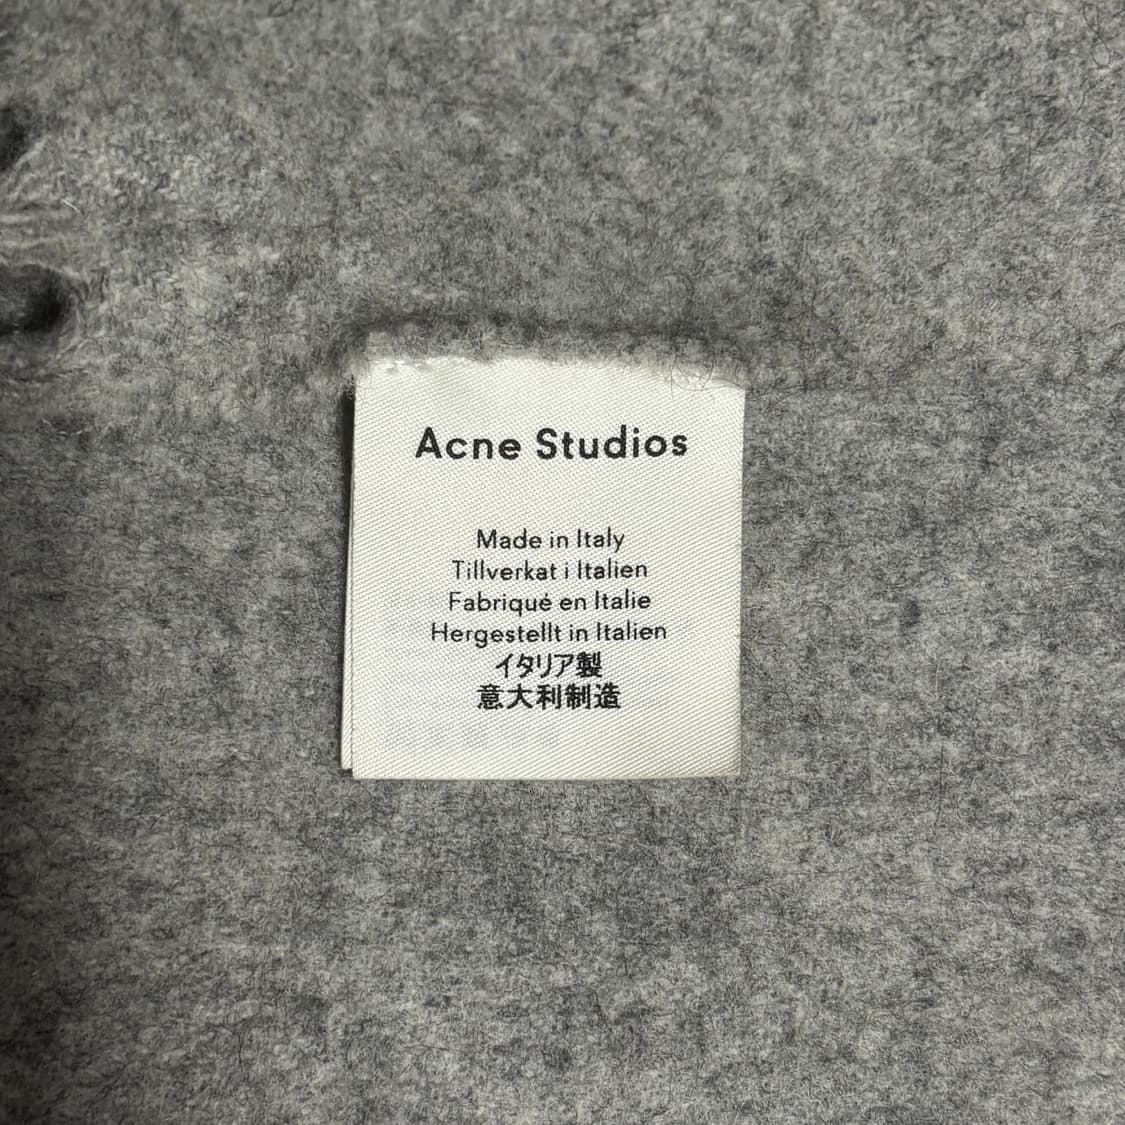 Acne Studios
Made in Italy
Tillverkat i Italien
Fabriqué en Italie
Hergestellt in Italien
イタリア製
意大利制造